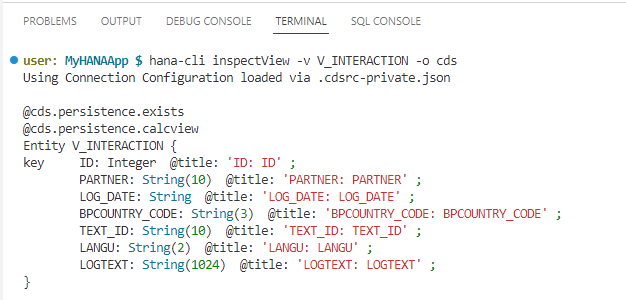 PROBLEMS OUTPUT DEBUG CONSOLE TERMINAL SQL CONSOLE
user: MyHANAApp $ hana-cli inspectView -v V_INTERACTION -o cds
Using Connection Configuration loaded via .cdsrc-private.json
@cds.persistence.exists
@cds.persistence.calcview
Entity V_INTERACTION {
key ID: Integer @title: 'ID: ID' ;
PARTNER: String(10) @title: 'PARTNER: PARTNER' ;
LOG_DATE: String @title: 'LOG_DATE: LOG_DATE' ;
BPCOUNTRY_CODE: String(3) @title: 'BPCOUNTRY_CODE: BPCOUNTRY_CODE' ;
TEXT_ID: String(10) @title: 'TEXT_ID: TEXT_ID' ;
LANGU: String(2) @title: 'LANGU: LANGU' ;
LOGTEXT: String(1024) @title: 'LOGTEXT: LOGTEXT' ;
}